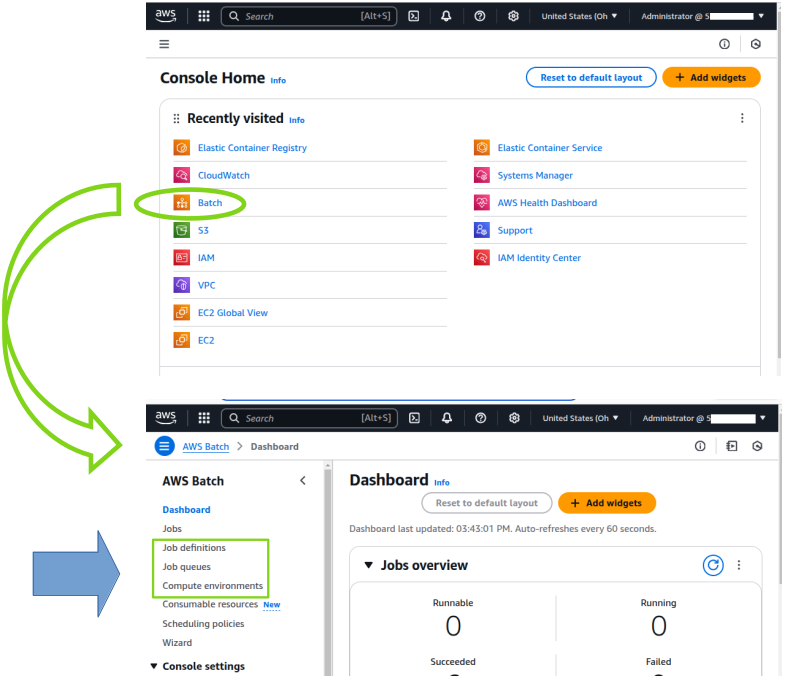 aws Search [Alt+S] United States (Oh ▼ Administrator @ 5 ▼
Console Home Info Reset to default layout + Add widgets
Recently visited Info
Elastic Container Registry Elastic Container Service
CloudWatch Systems Manager
Batch AWS Health Dashboard
S3 Support
IAM IAM Identity Center
VPC
EC2 Global View
EC2
aws Search [Alt+S] United States (Oh ▼ Administrator @ 5 ▼
AWS Batch > Dashboard
AWS Batch Dashboard Info
Reset to default layout + Add widgets
Dashboard
Jobs Dashboard last updated: 03:43:01 PM. Auto-refreshes every 60 seconds.
Job definitions
Job queues ▼ Jobs overview
Compute environments
Consumable resources New Runnable Running
Scheduling policies 0 0
Wizard
▼ Console settings Succeeded Failed